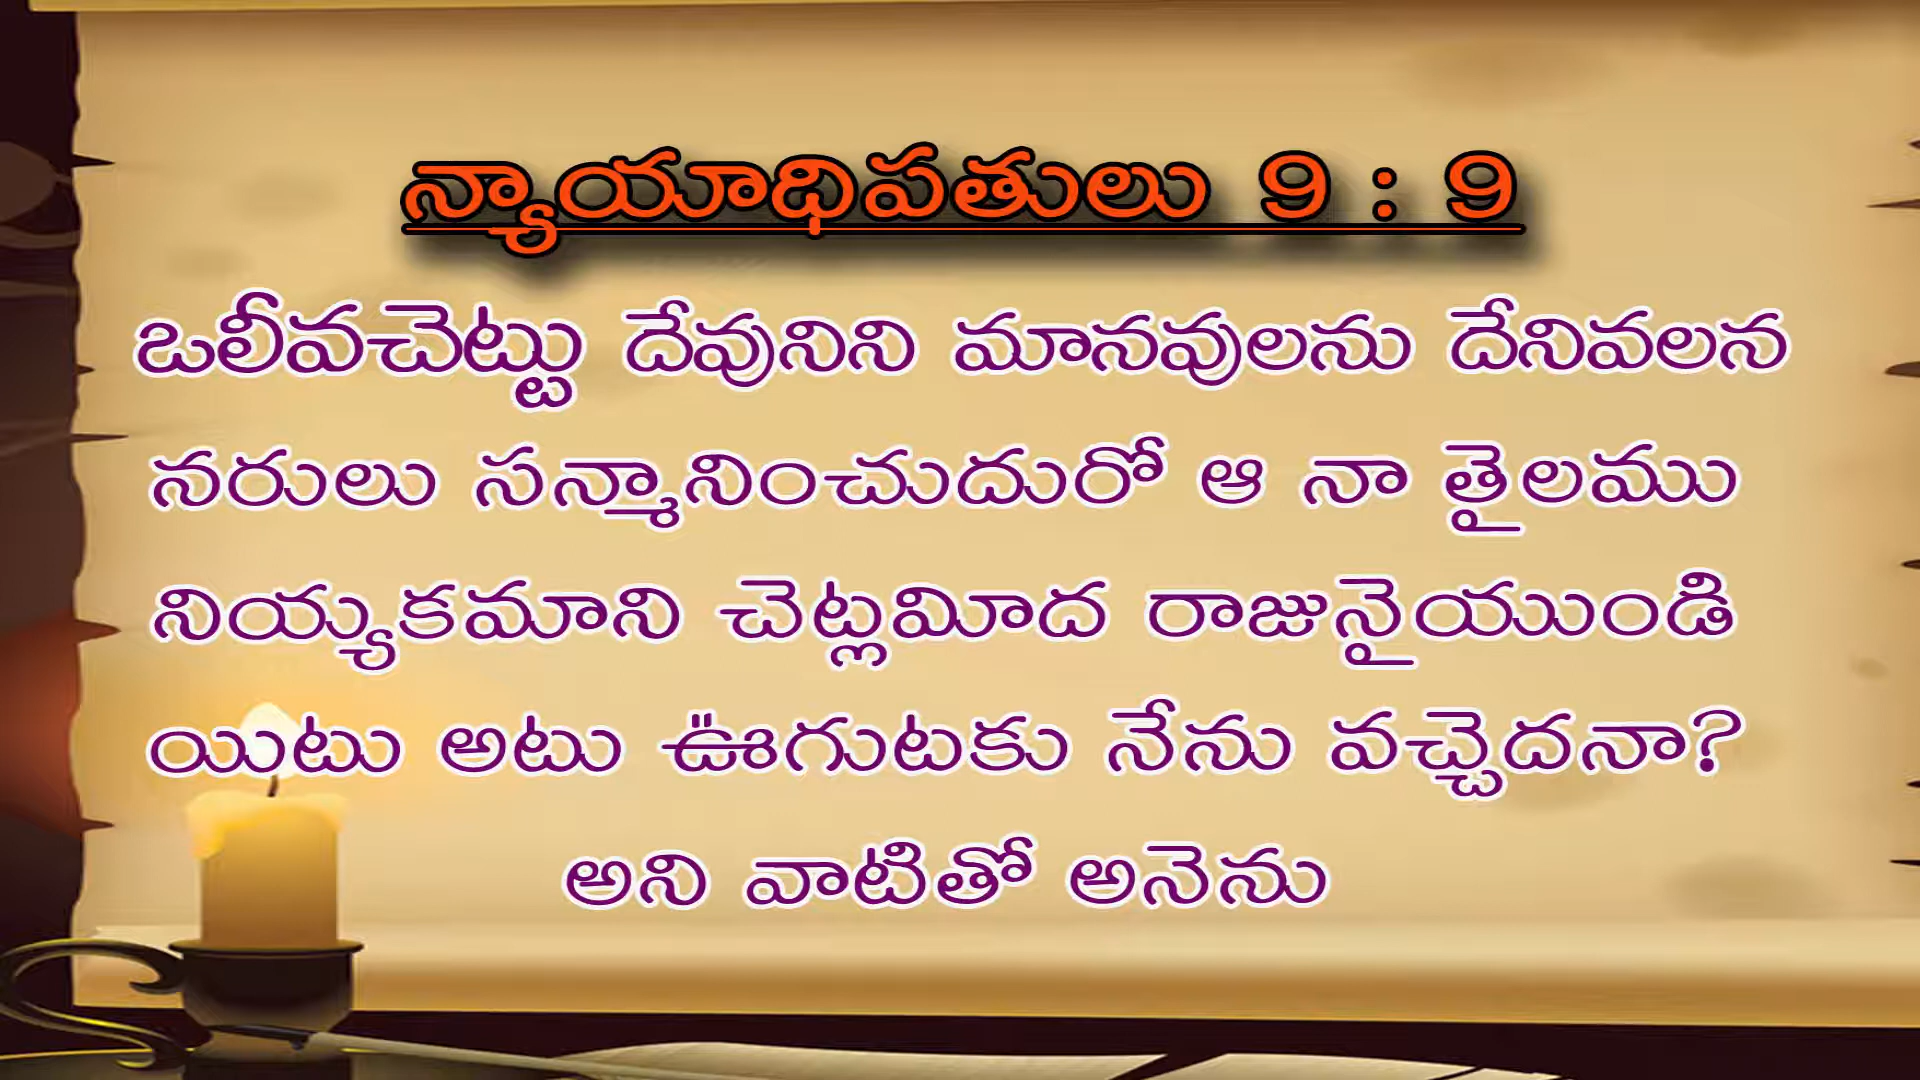 న్యాయాధిపతులు 9 : 9
ఒలీవచెట్టు దేవునిని మానవులను దేనివలన
నరులు సన్మానించుదురో ఆ నా తైలము
నియ్యకమాని చెట్లమీద రాజునైయుండి
యిటు అటు ఊగుటకు నేను వచ్చెదనా?
అని వాటితో అనెను